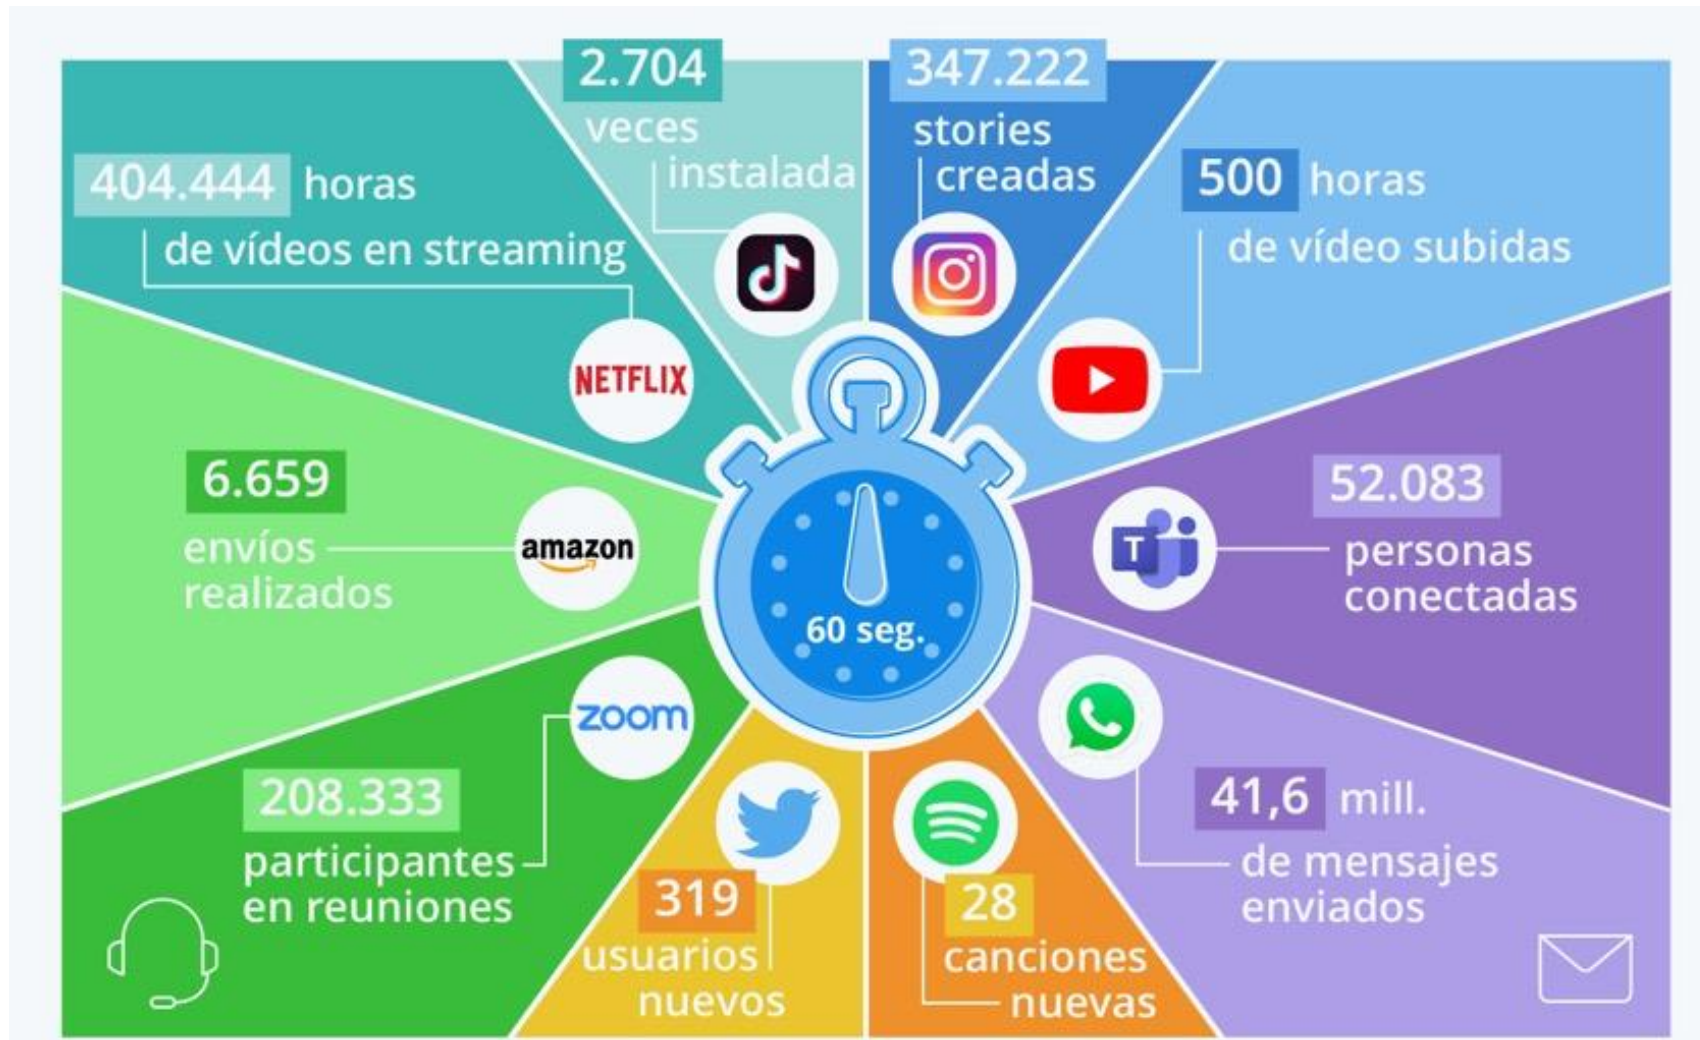 2.704
veces
instalada
347.222
stories
creadas
404.444 horas
de vídeos en streaming
NETFLIX
500 horas
de vídeo subidas
6.659
envíos
realizados
amazon
52.083
personas
conectadas
T
60 seg.
208.333
participantes
en reuniones
zoom
319
usuarios
nuevos
28
canciones
nuevas
41,6 mill.
de mensajes
enviados